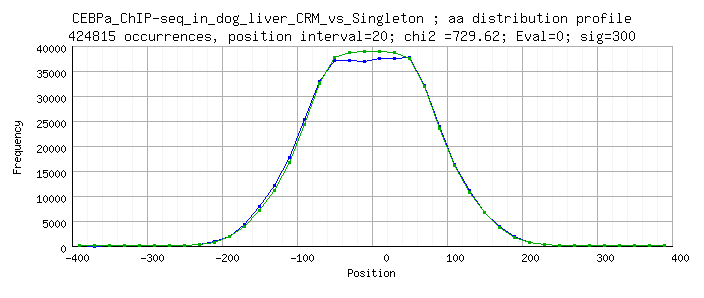 CEBPa_ChIP-seq_in_dog_liver_CRM_vs_Singleton ; aa distribution profile
424815 occurrences, position interval=20; chi2 =729.62; Eval=0; sig=300
40000
35000
30000
25000
20000
15000
10000
5000
0
Frequency
-400 -300 -200 -100 0 100 200 300 400
Position